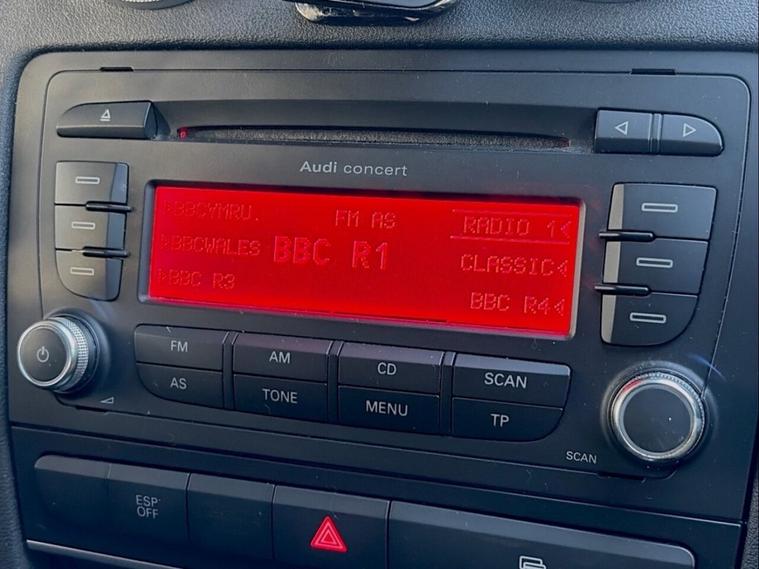 Audi concert
BBCYMRU.
FM AS
RADIO 1
BBCWALES
BBC R1
CLASSIC
BBC R3
BBC R4
FM
AM
CD
SCAN
AS
TONE
MENU
TP
SCAN
ESP
OFF